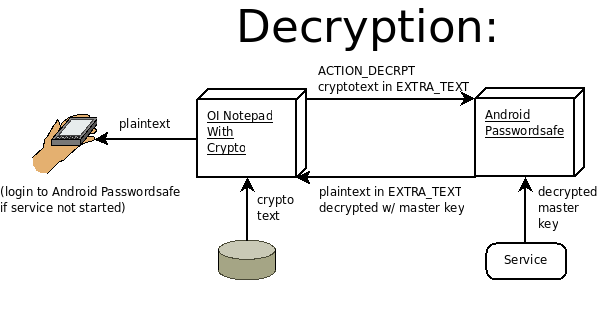 Decryption:
ACTION_DECRPT
cryptotext in EXTRA_TEXT
OI Notepad
With
Crypto
Android
Passwordsafe
plaintext
(login to Android Passwordsafe
if service not started)
crypto
text
plaintext in EXTRA_TEXT
decrypted w/ master key
decrypted
master
key
Service